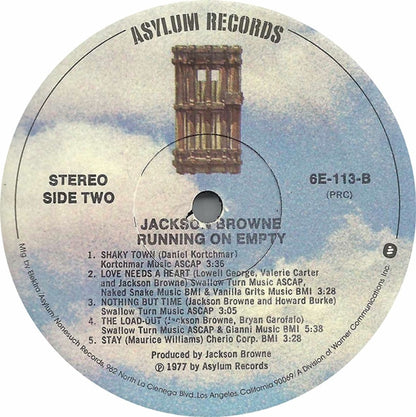 ASYLUM RECORDS
STEREO
SIDE TWO
6E-113-B
(PRC)
JACKSON BROWNE
RUNNING ON EMPTY
1. SHAKY TOWN (Daniel Kortchmar)
Kortchmar Music ASCAP 3:36
2. LOVE NEEDS A HEART (Lowell George, Valerie Carter
and Jackson Browne) Swallow Turn Music ASCAP,
Naked Snake Music BMI & Vanilla Grits Music BMI 3:28
3. NOTHING BUT TIME (Jackson Browne and Howard Burke)
Swallow Turn Music ASCAP 3:05
4. THE LOAD-OUT (Jackson Browne, Bryan Garofalo)
Swallow Turn Music ASCAP & Gianni Music BMI 5:38
5. STAY (Maurice Williams) Cherio Corp. BMI 3:28
Produced by Jackson Browne
℗ 1977 by Asylum Records
Mfg. by Elektra/Asylum/Nonesuch Records, 962 North La Cienega Blvd., Los Angeles, California 90069 / A Division of Warner Communications Inc.